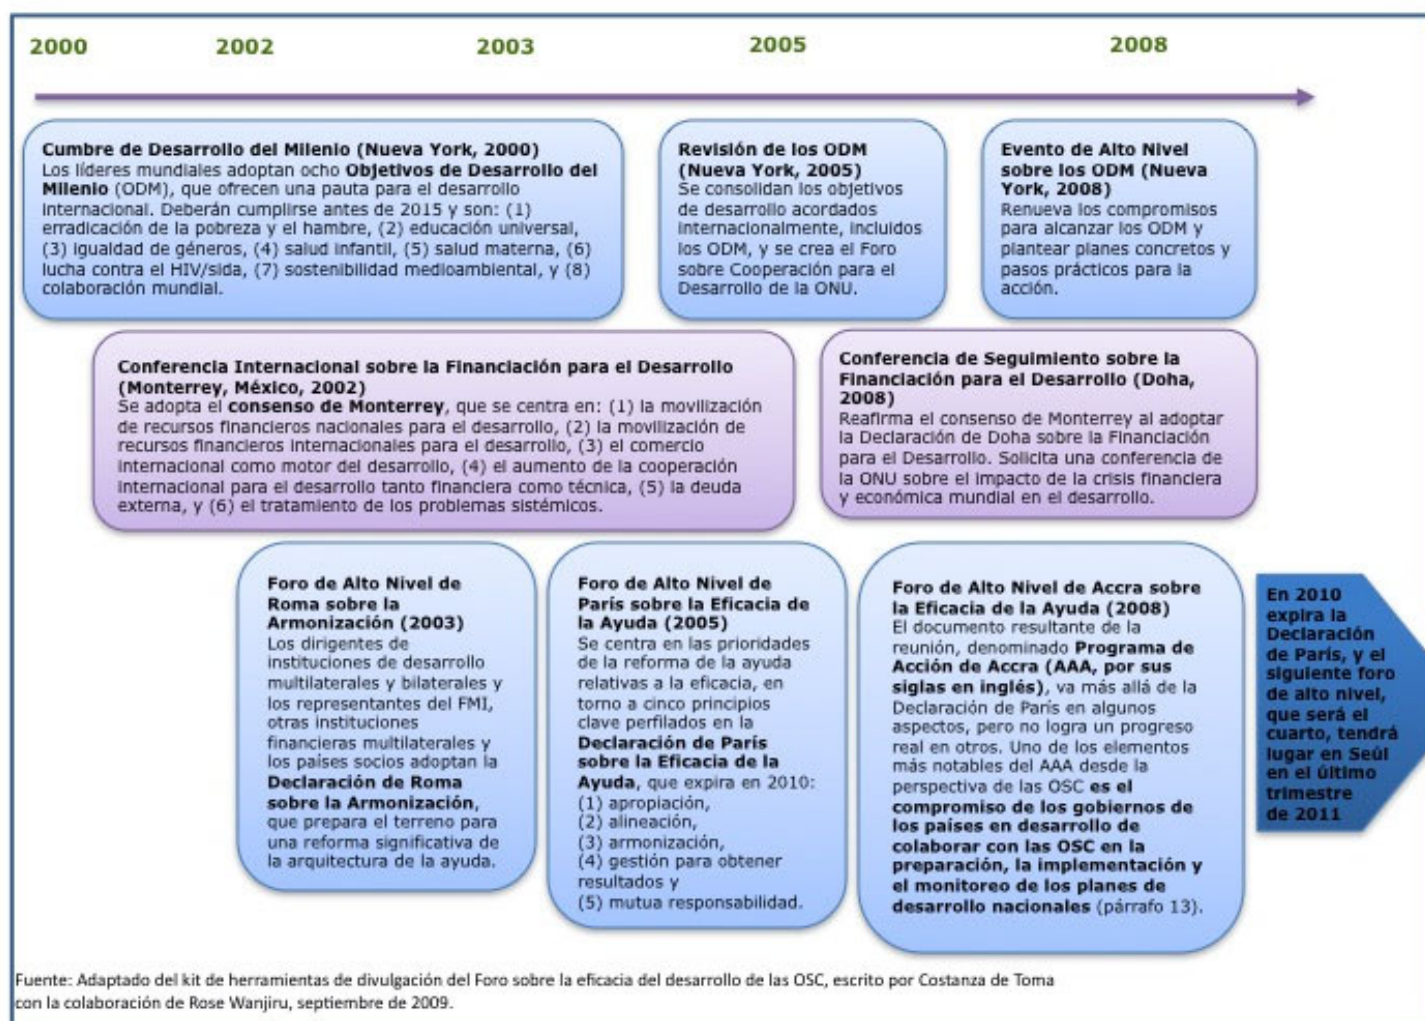 2000 2002 2003 2005 2008
Cumbre de Desarrollo del Milenio (Nueva York, 2000)
Los líderes mundiales adoptan ocho Objetivos de Desarrollo del
Milenio (ODM), que ofrecen una pauta para el desarrollo
internacional. Deberán cumplirse antes de 2015 y son: (1)
erradicación de la pobreza y el hambre, (2) educación universal,
(3) igualdad de géneros, (4) salud infantil, (5) salud materna, (6)
lucha contra el HIV/sida, (7) sostenibilidad medioambiental, y (8)
colaboración mundial.
Revisión de los ODM
(Nueva York, 2005)
Se consolidan los objetivos
de desarrollo acordados
internacionalmente, incluidos
los ODM, y se crea el Foro
sobre Cooperación para el
Desarrollo de la ONU.
Evento de Alto Nivel
sobre los ODM (Nueva
York, 2008)
Renueva los compromisos
para alcanzar los ODM y
plantear planes concretos y
pasos prácticos para la
acción.
Conferencia Internacional sobre la Financiación para el Desarrollo
(Monterrey, México, 2002)
Se adopta el consenso de Monterrey, que se centra en: (1) la movilización
de recursos financieros nacionales para el desarrollo, (2) la movilización de
recursos financieros internacionales para el desarrollo, (3) el comercio
internacional como motor del desarrollo, (4) el aumento de la cooperación
internacional para el desarrollo tanto financiera como técnica, (5) la deuda
externa, y (6) el tratamiento de los problemas sistémicos.
Conferencia de Seguimiento sobre la
Financiación para el Desarrollo (Doha,
2008)
Reafirma el consenso de Monterrey al adoptar
la Declaración de Doha sobre la Financiación
para el Desarrollo. Solicita una conferencia de
la ONU sobre el impacto de la crisis financiera
y económica mundial en el desarrollo.
Foro de Alto Nivel de
Roma sobre la
Armonización (2003)
Los dirigentes de
instituciones de desarrollo
multilaterales y bilaterales y
los representantes del FMI,
otras instituciones
financieras multilaterales y
los países socios adoptan la
Declaración de Roma
sobre la Armonización,
que prepara el terreno para
una reforma significativa de
la arquitectura de la ayuda.
Foro de Alto Nivel de
París sobre la Eficacia de
la Ayuda (2005)
Se centra en las prioridades
de la reforma de la ayuda
relativas a la eficacia, en
torno a cinco principios
clave perfilados en la
Declaración de París
sobre la Eficacia de la
Ayuda, que expira en 2010:
(1) apropiación,
(2) alineación,
(3) armonización,
(4) gestión para obtener
resultados y
(5) mutua responsabilidad.
Foro de Alto Nivel de Accra sobre
la Eficacia de la Ayuda (2008)
El documento resultante de la
reunión, denominado Programa de
Acción de Accra (AAA, por sus
siglas en inglés), va más allá de la
Declaración de París en algunos
aspectos, pero no logra un progreso
real en otros. Uno de los elementos
más notables del AAA desde la
perspectiva de las OSC es el
compromiso de los gobiernos de
los países en desarrollo de
colaborar con las OSC en la
preparación, la implementación y
el monitoreo de los planes de
desarrollo nacionales (párrafo 13).
En 2010
expira la
Declaración
de París, y el
siguiente foro
de alto nivel,
que será el
cuarto, tendrá
lugar en Seúl
en el último
trimestre
de 2011
Fuente: Adaptado del kit de herramientas de divulgación del Foro sobre la eficacia del desarrollo de las OSC, escrito por Costanza de Toma
con la colaboración de Rose Wanjiru, septiembre de 2009.